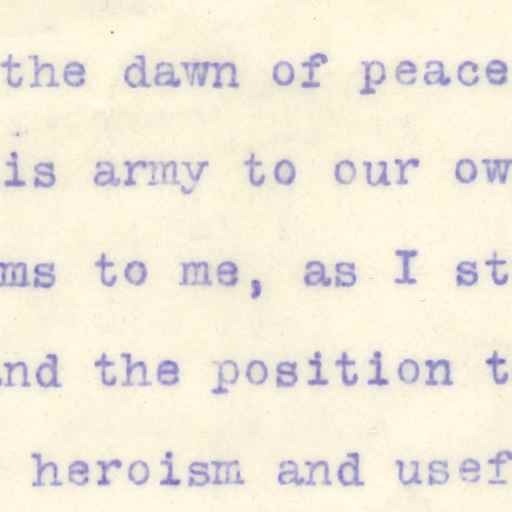 the dawn of peace
is army to our ow
ms to me, as I st
nd the position t
heroism and usef